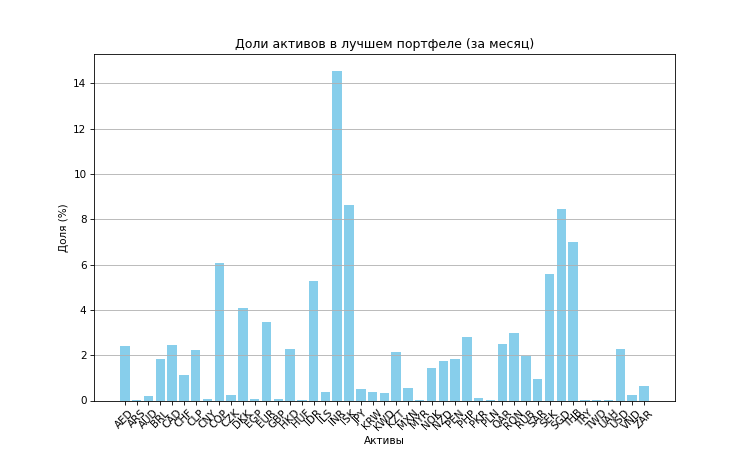 Доли активов в лучшем портфеле (за месяц)
14
12
10
8
6
4
2
0
Доля (%)
AED
ARS
AUD
BRL
CAD
CHF
CLP
CNY
COP
CZK
DKK
EGP
EUR
GBP
HKD
HUF
IDR
ILS
INR
ISK
JPY
KRW
KWD
KZT
MXN
MYR
NOK
NZD
PEN
PHP
PKR
PLN
QAR
RON
RUB
SAR
SEK
SGD
THB
TRY
TWD
UAH
USD
VND
ZAR
Активы